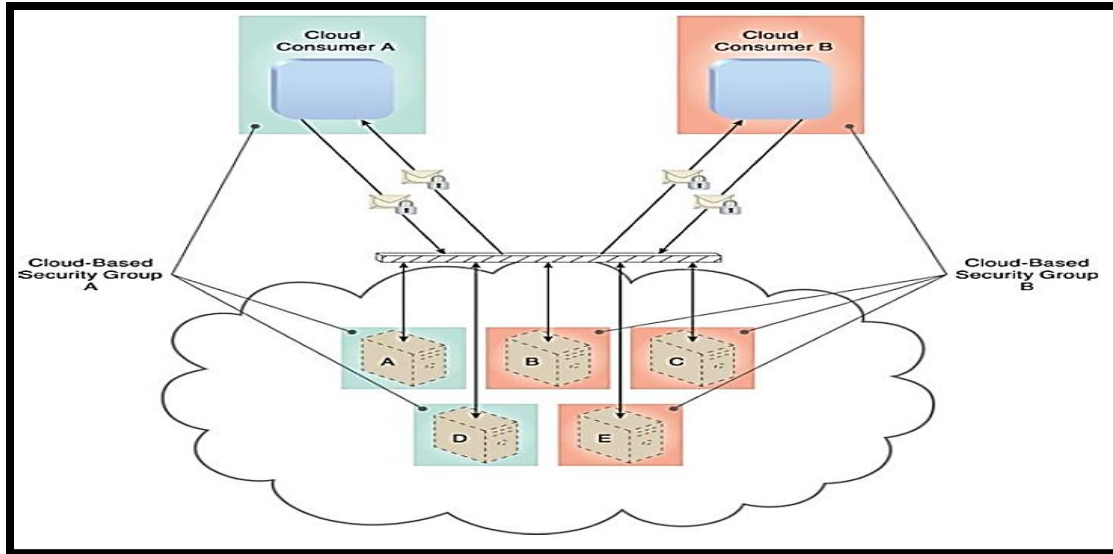 Cloud
Consumer A
Cloud
Consumer B
Cloud-Based
Security Group
A
Cloud-Based
Security Group
B
A
B
C
D
E